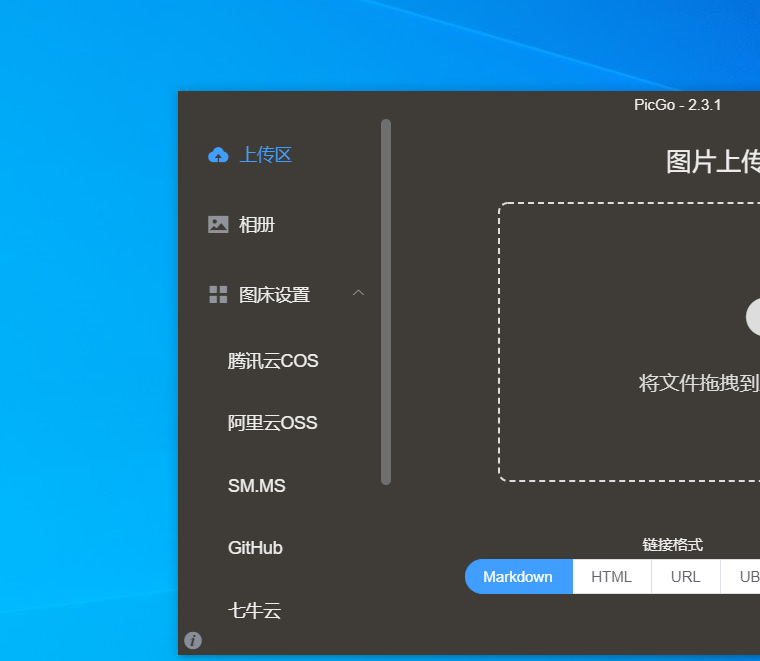 PicGo - 2.3.1
上传区
相册
图床设置
腾讯云COS
阿里云OSS
SM.MS
GitHub
七牛云
图片上传
将文件拖拽到
链接格式
Markdown
HTML
URL
UB